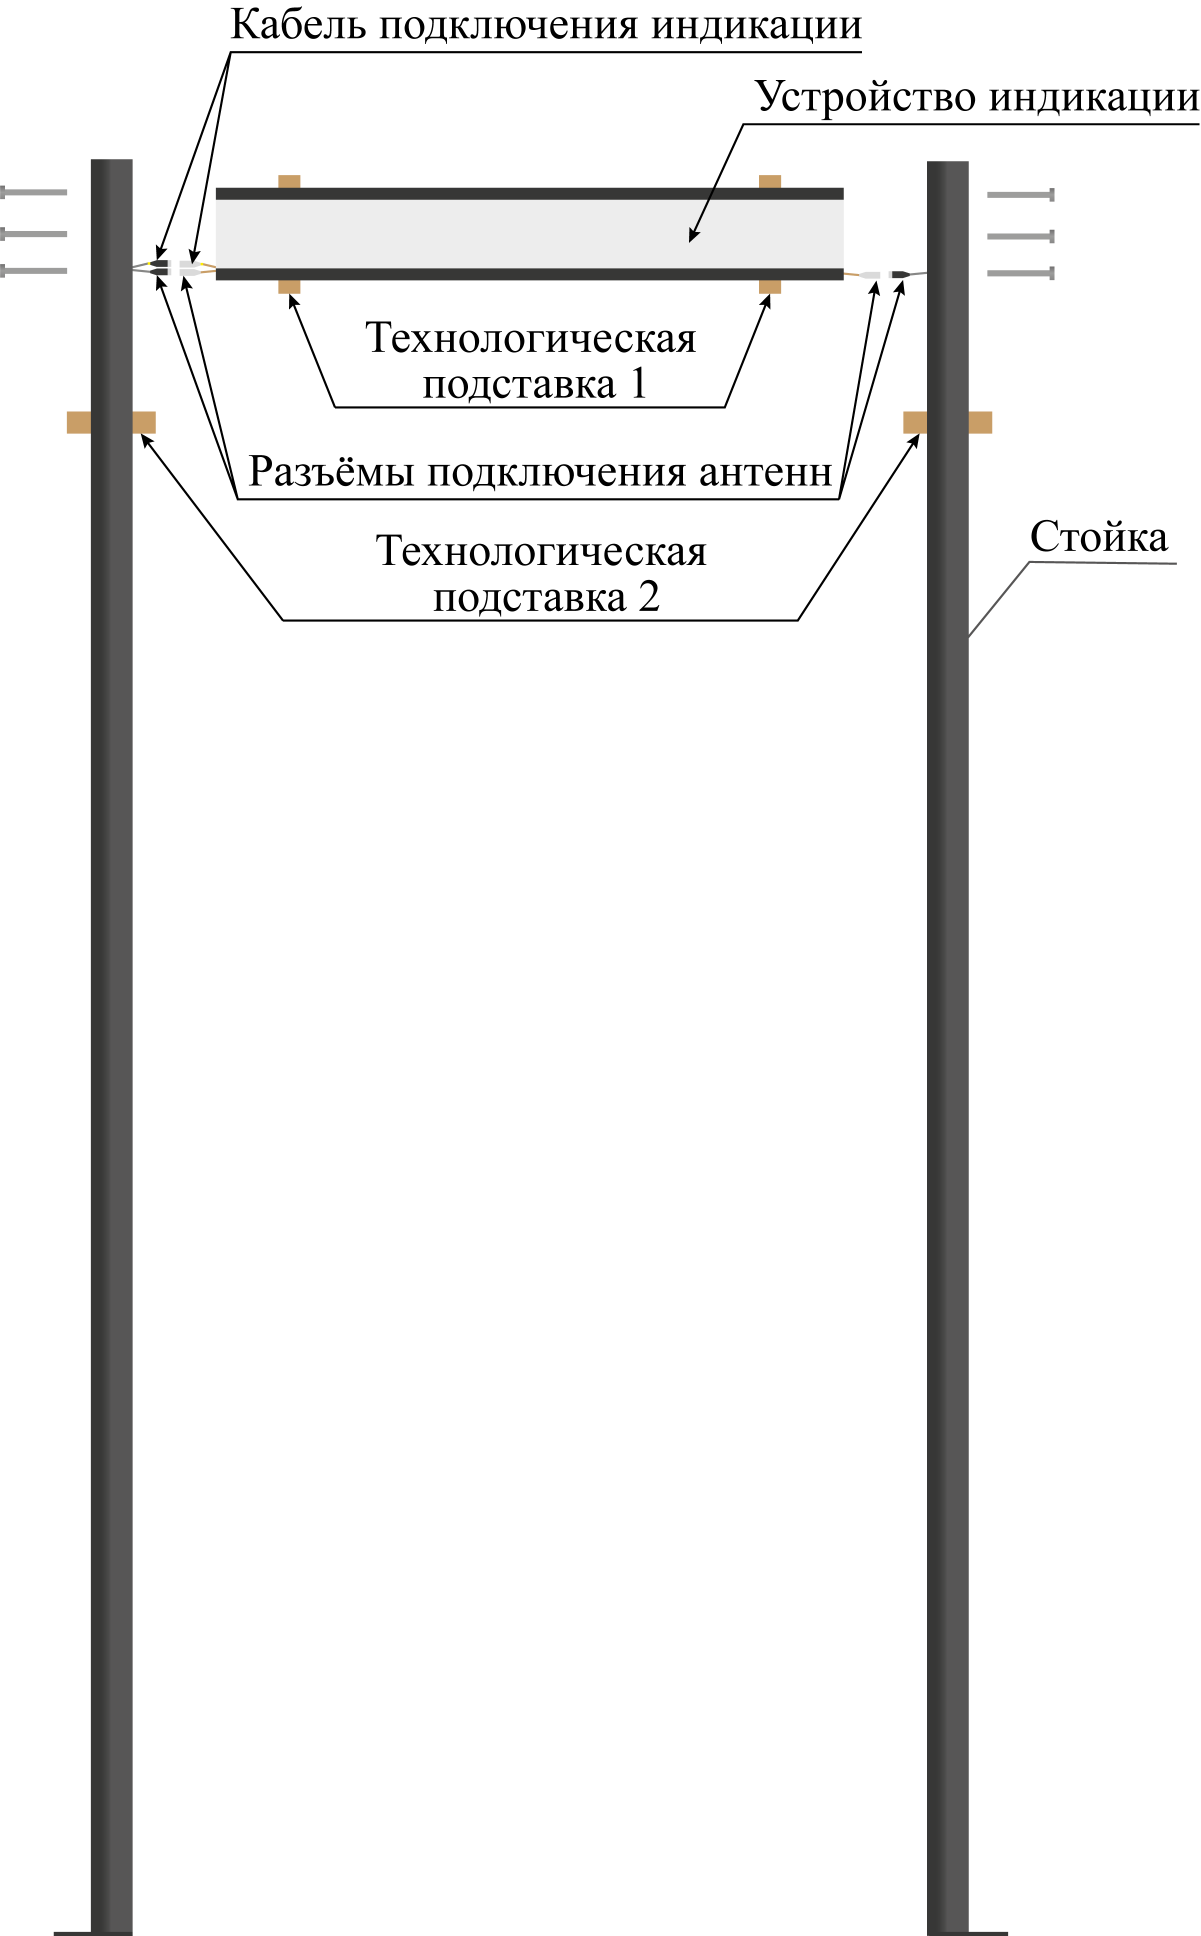 Кабель подключения индикации
Устройство индикации
Технологическая
подставка 1
Разъёмы подключения антенн
Технологическая
подставка 2
Стойка